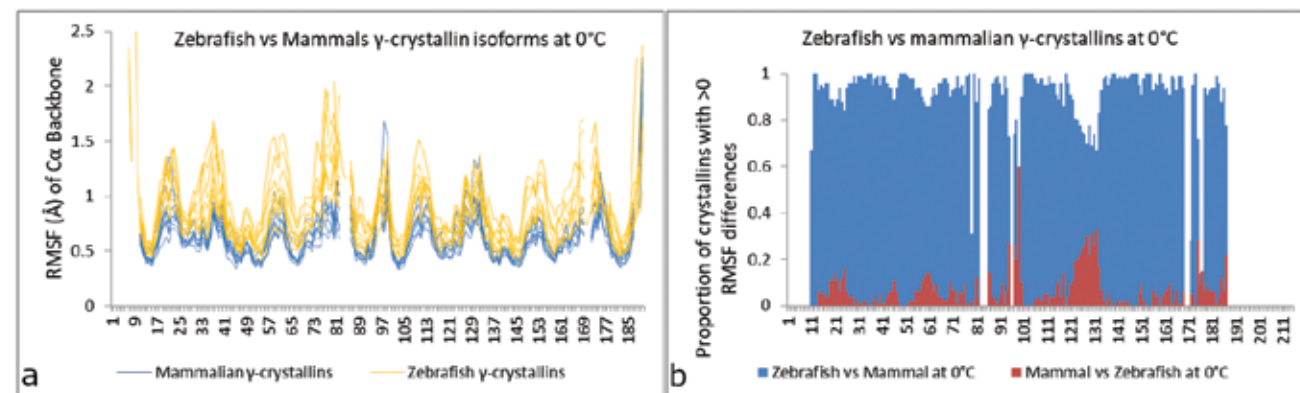 Zebrafish vs Mammals γ-crystallin isoforms at 0°C
RMSF (Å) of Cα Backbone
2.5
2
1.5
1
0.5
0
1 9 17 25 33 41 49 57 65 73 81 89 97 105 113 121 129 137 145 153 161 169 177 185
Mammalian γ-crystallins Zebrafish γ-crystallins
a
Zebrafish vs mammalian γ-crystallins at 0°C
Proportion of crystallins with >0
RMSF differences
1
0.8
0.6
0.4
0.2
0
1 11 21 31 41 51 61 71 81 91 101 111 121 131 141 151 161 171 181 191 201 211
Zebrafish vs Mammal at 0°C Mammal vs Zebrafish at 0°C
b